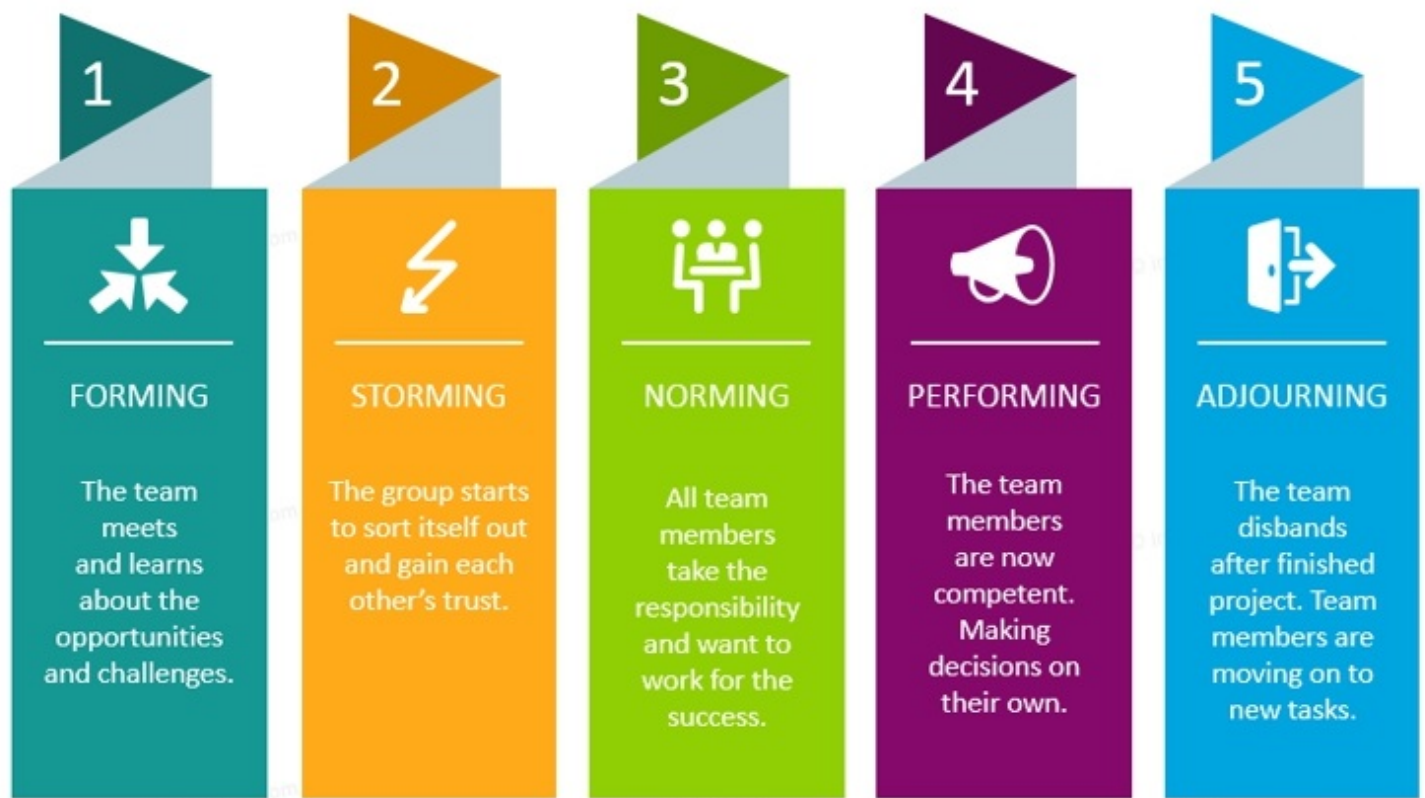 1
2
3
4
5
FORMING
The team
meets
and learns
about the
opportunities
and challenges.
STORMING
The group starts
to sort itself out
and gain each
other's trust.
NORMING
All team
members
take the
responsibility
and want to
work for the
success.
PERFORMING
The team
members
are now
competent.
Making
decisions on
their own.
ADJOURNING
The team
disbands
after finished
project. Team
members are
moving on to
new tasks.